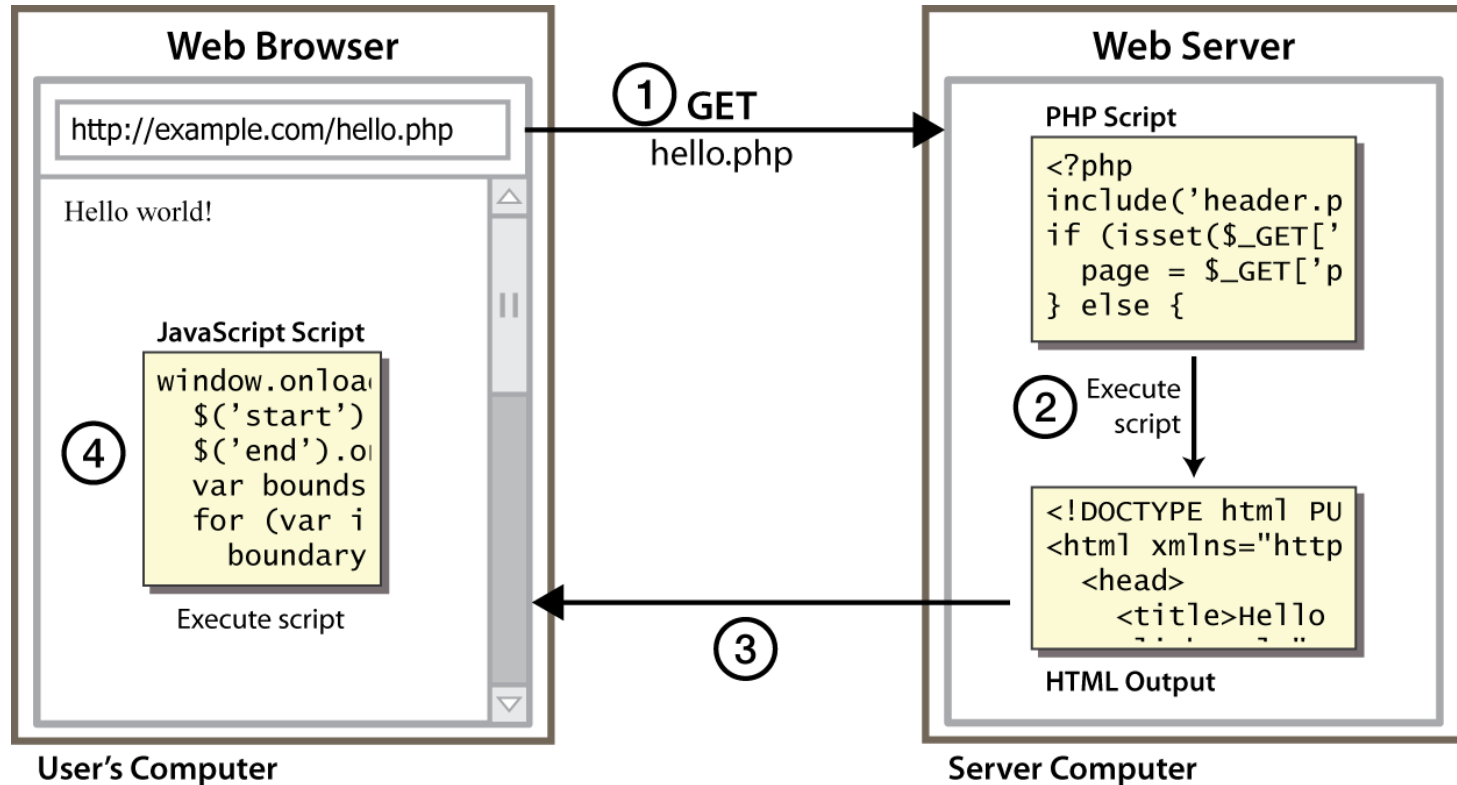 Web Browser
http://example.com/hello.php
Hello world!
JavaScript Script
window.onloa
$('start')
$('end').o
var bounds
for (var i
boundary
4
Execute script
User's Computer
1 GET
hello.php
3
Web Server
PHP Script
<?php
include('header.p
if (isset($_GET['
page = $_GET['p
} else {
2
Execute
script
<!DOCTYPE html PU
<html xmlns="http
<head>
<title>Hello
HTML Output
Server Computer